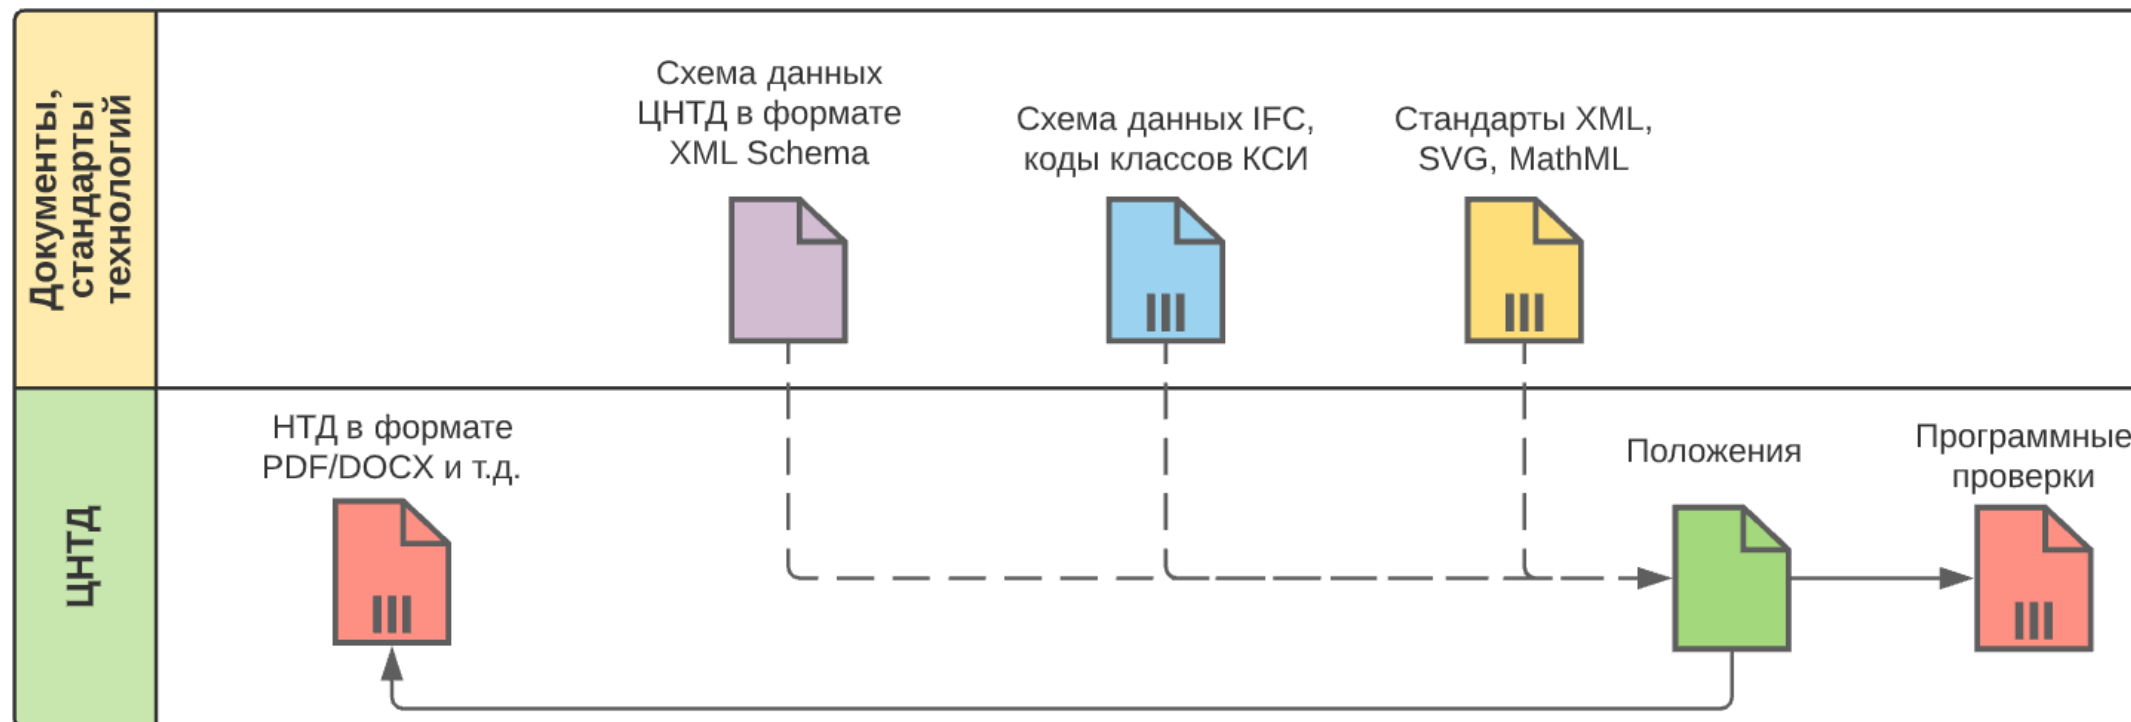 Документы,
стандарты
технологий
Схема данных
ЦНТД в формате
XML Schema
Схема данных IFC,
коды классов КСИ
Стандарты XML,
SVG, MathML
ЦНТД
НТД в формате
PDF/DOCX и т.д.
Положения
Программные
проверки